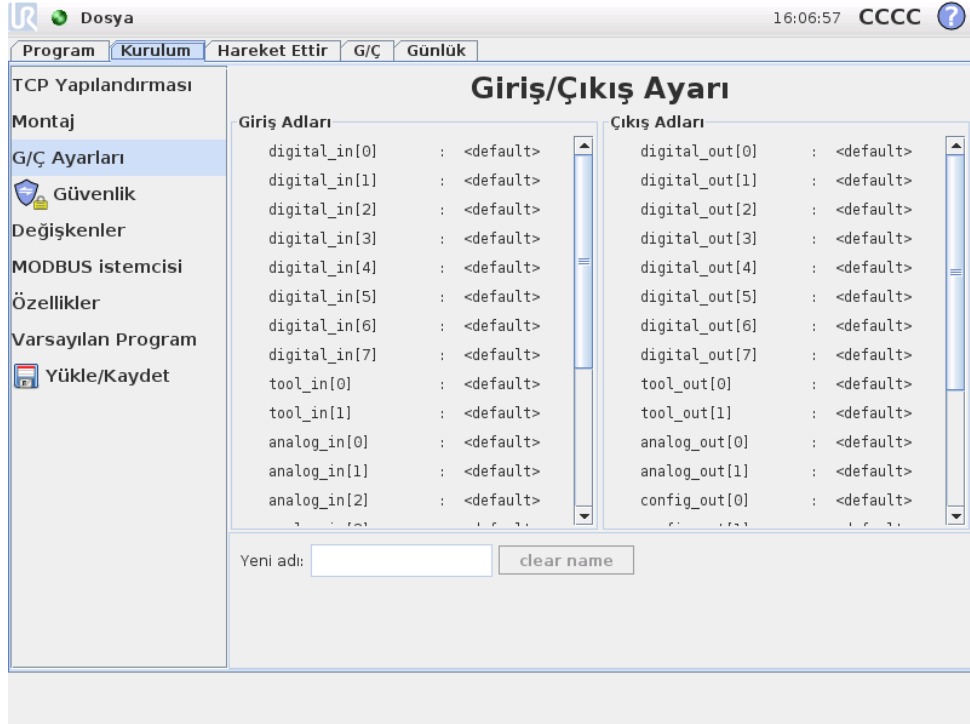 UR Dosya 16:06:57 CCCC ?
Program Kurulum Hareket Ettir G/Ç Günlük
TCP Yapılandırması
Montaj
G/Ç Ayarları
Güvenlik
Değişkenler
MODBUS istemcisi
Özellikler
Varsayılan Program
Yükle/Kaydet
Giriş/Çıkış Ayarı
Giriş Adları
digital_in[0] : <default>
digital_in[1] : <default>
digital_in[2] : <default>
digital_in[3] : <default>
digital_in[4] : <default>
digital_in[5] : <default>
digital_in[6] : <default>
digital_in[7] : <default>
tool_in[0] : <default>
tool_in[1] : <default>
analog_in[0] : <default>
analog_in[1] : <default>
analog_in[2] : <default>
Çıkış Adları
digital_out[0] : <default>
digital_out[1] : <default>
digital_out[2] : <default>
digital_out[3] : <default>
digital_out[4] : <default>
digital_out[5] : <default>
digital_out[6] : <default>
digital_out[7] : <default>
tool_out[0] : <default>
tool_out[1] : <default>
analog_out[0] : <default>
analog_out[1] : <default>
config_out[0] : <default>
Yeni adı:
clear name